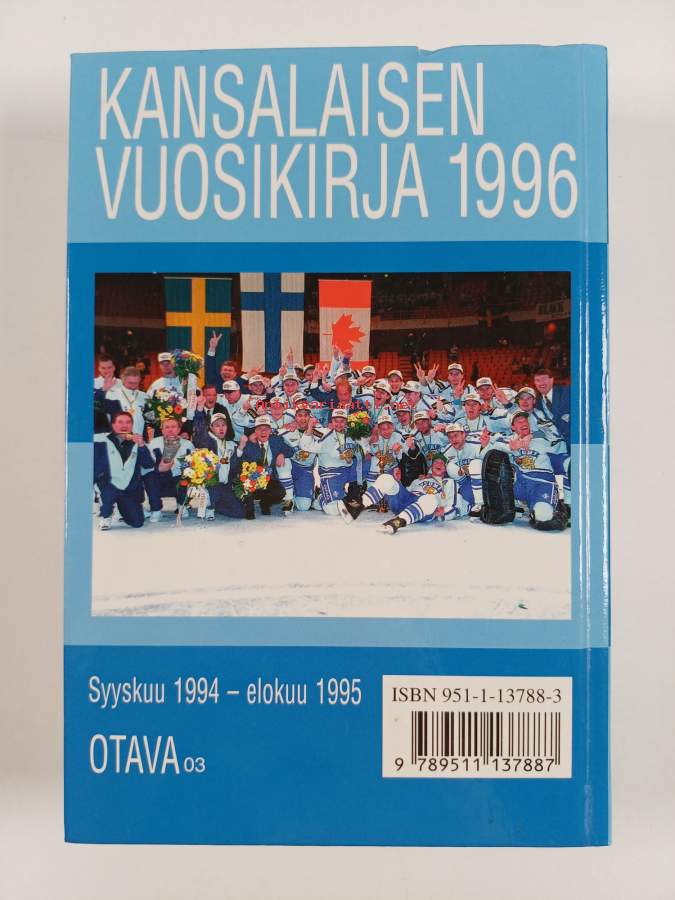 KANSALAISEN
VUOSIKIRJA 1996
Syyskuu 1994 – elokuu 1995
OTAVA 03
ISBN 951-1-13788-3
9 789511 137887